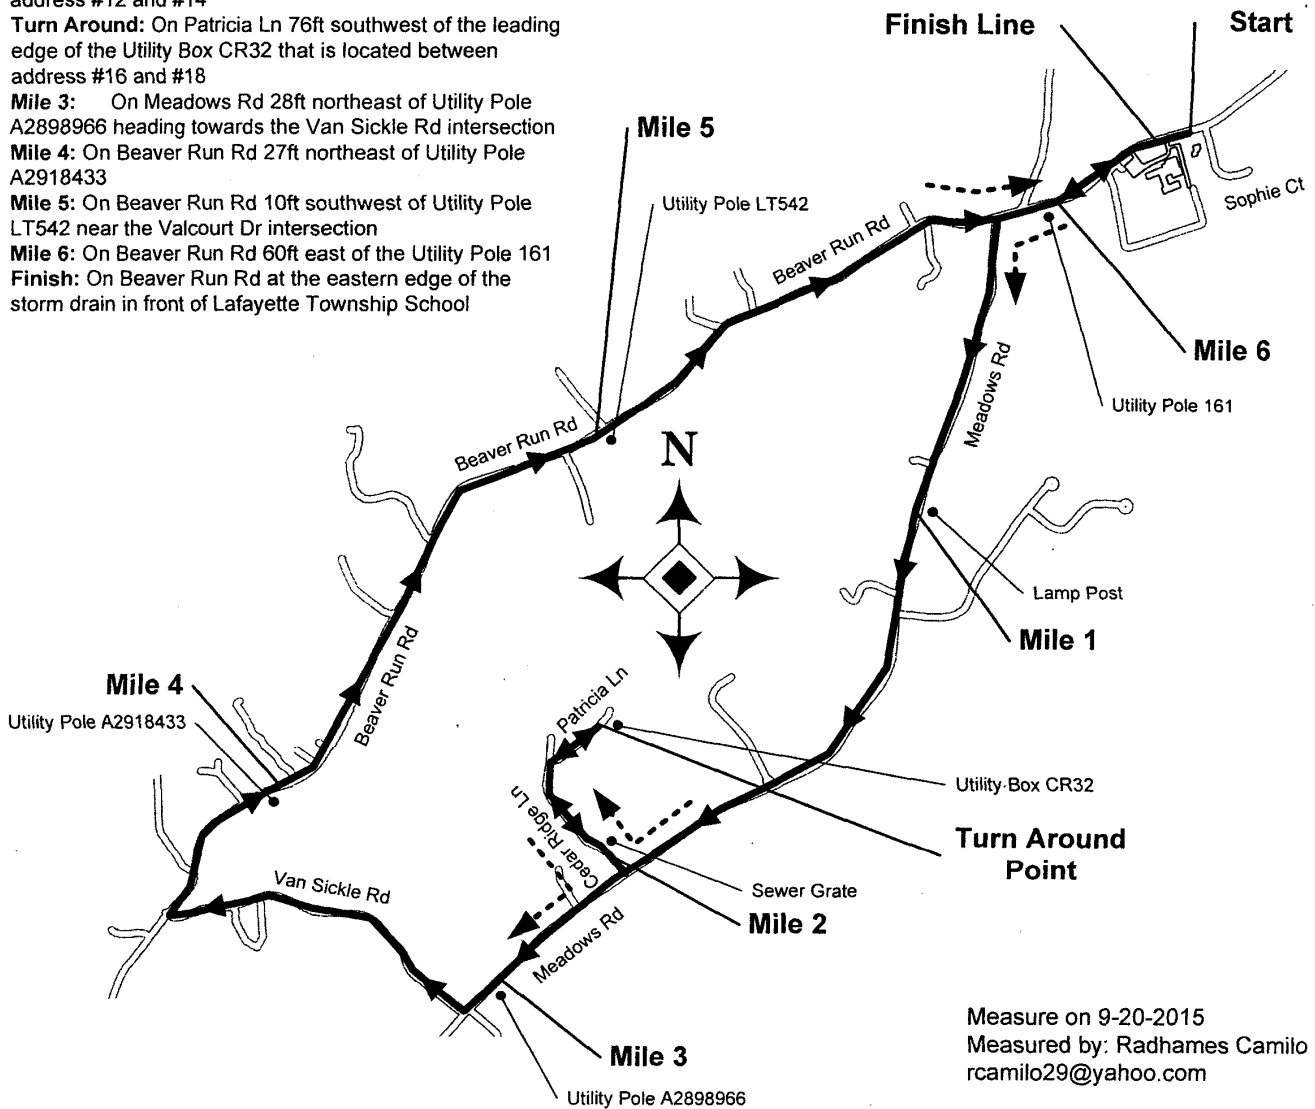 address #12 and #14
Turn Around: On Patricia Ln 76ft southwest of the leading
edge of the Utility Box CR32 that is located between
address #16 and #18
Mile 3: On Meadows Rd 28ft northeast of Utility Pole
A2898966 heading towards the Van Sickle Rd intersection
Mile 4: On Beaver Run Rd 27ft northeast of Utility Pole
A2918433
Mile 5: On Beaver Run Rd 10ft southwest of Utility Pole
LT542 near the Valcourt Dr intersection
Mile 6: On Beaver Run Rd 60ft east of the Utility Pole 161
Finish: On Beaver Run Rd at the eastern edge of the
storm drain in front of Lafayette Township School
Finish Line
Start
Mile 5
Utility Pole LT542
Sophie Ct
Beaver Run Rd
Mile 6
Meadows Rd
Utility Pole 161
Beaver Run Rd
N
Lamp Post
Mile 1
Beaver Run Rd
Mile 4
Utility Pole A2918433
Patricia Ln
Utility Box CR32
Cedar Ridge Ln
Turn Around
Point
Van Sickle Rd
Sewer Grate
Mile 2
Meadows Rd
Mile 3
Utility Pole A2898966
Measure on 9-20-2015
Measured by: Radhames Camilo
rcamilo29@yahoo.com